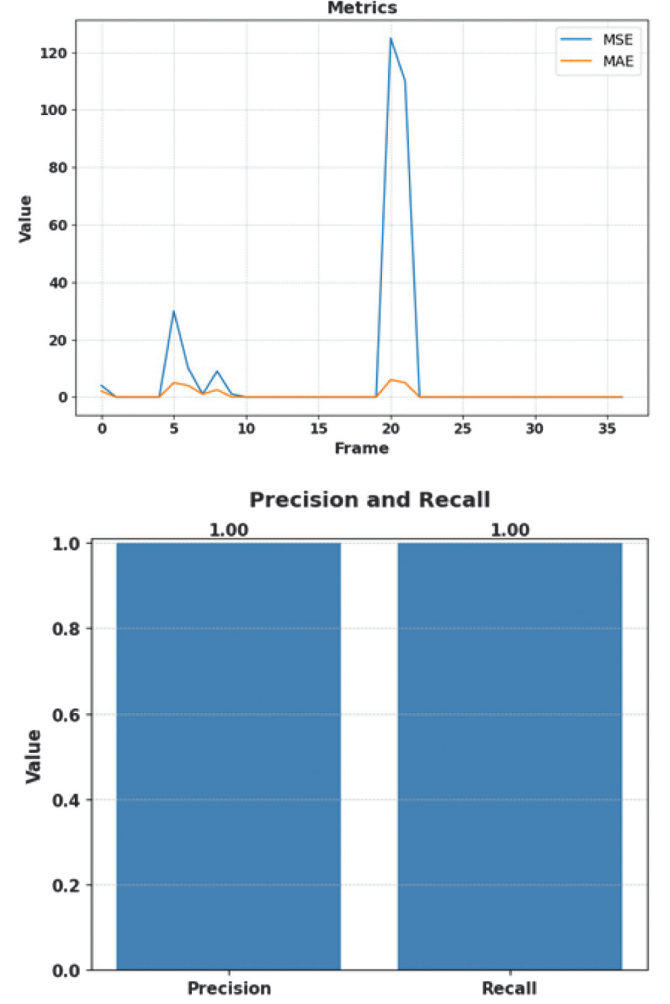 Metrics
MSE
MAE
120
100
80
60
40
20
0
Value
0 5 10 15 20 25 30 35
Frame
Precision and Recall
1.00 1.00
1.0
0.8
0.6
0.4
0.2
0.0
Value
Precision Recall